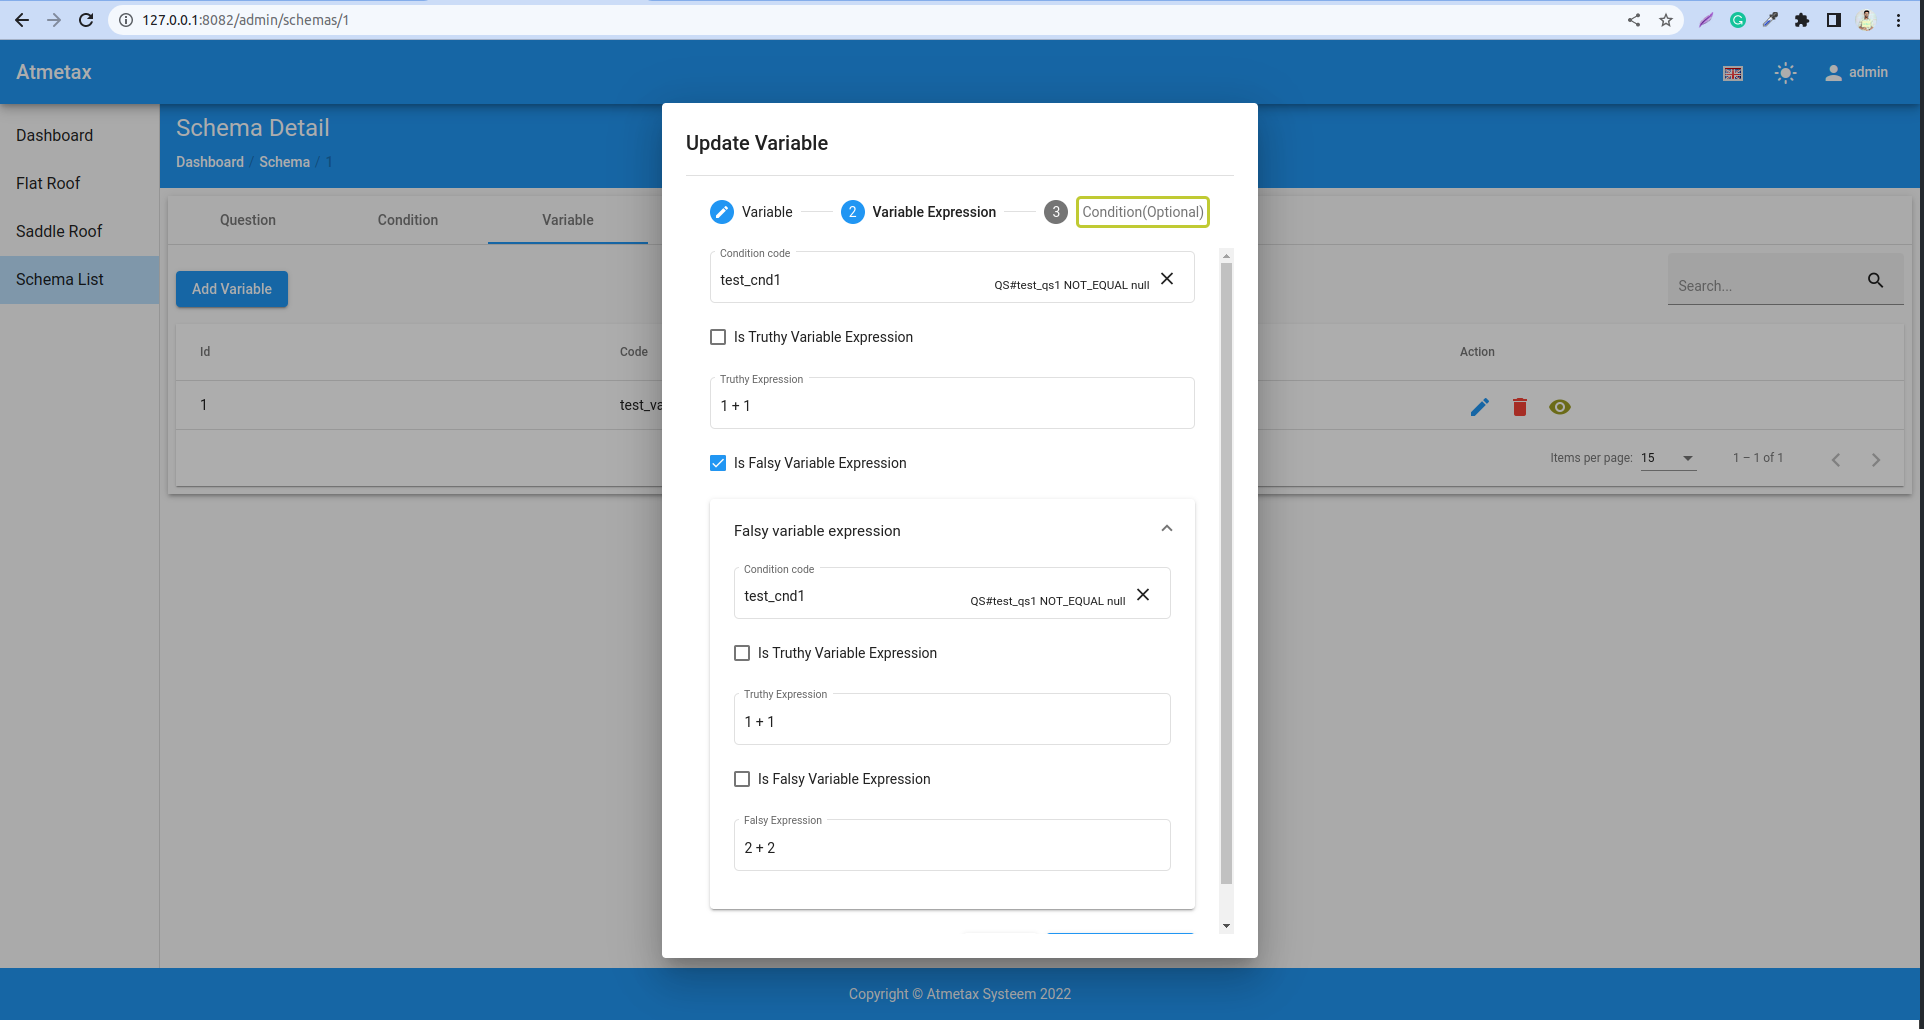 127.0.0.1:8082/admin/schemas/1
Atmetax
admin
Dashboard
Flat Roof
Saddle Roof
Schema List
Schema Detail
Dashboard / Schema / 1
Question Condition Variable
Add Variable
Search...
Id Code Action
1 test_va
Items per page: 15 1 – 1 of 1
Update Variable
Variable 2 Variable Expression 3 Condition(Optional)
Condition code
test_cnd1 QS#test_qs1 NOT_EQUAL null
Is Truthy Variable Expression
Truthy Expression
1 + 1
Is Falsy Variable Expression
Falsy variable expression
Condition code
test_cnd1 QS#test_qs1 NOT_EQUAL null
Is Truthy Variable Expression
Truthy Expression
1 + 1
Is Falsy Variable Expression
Falsy Expression
2 + 2
Copyright © Atmetax Systeem 2022